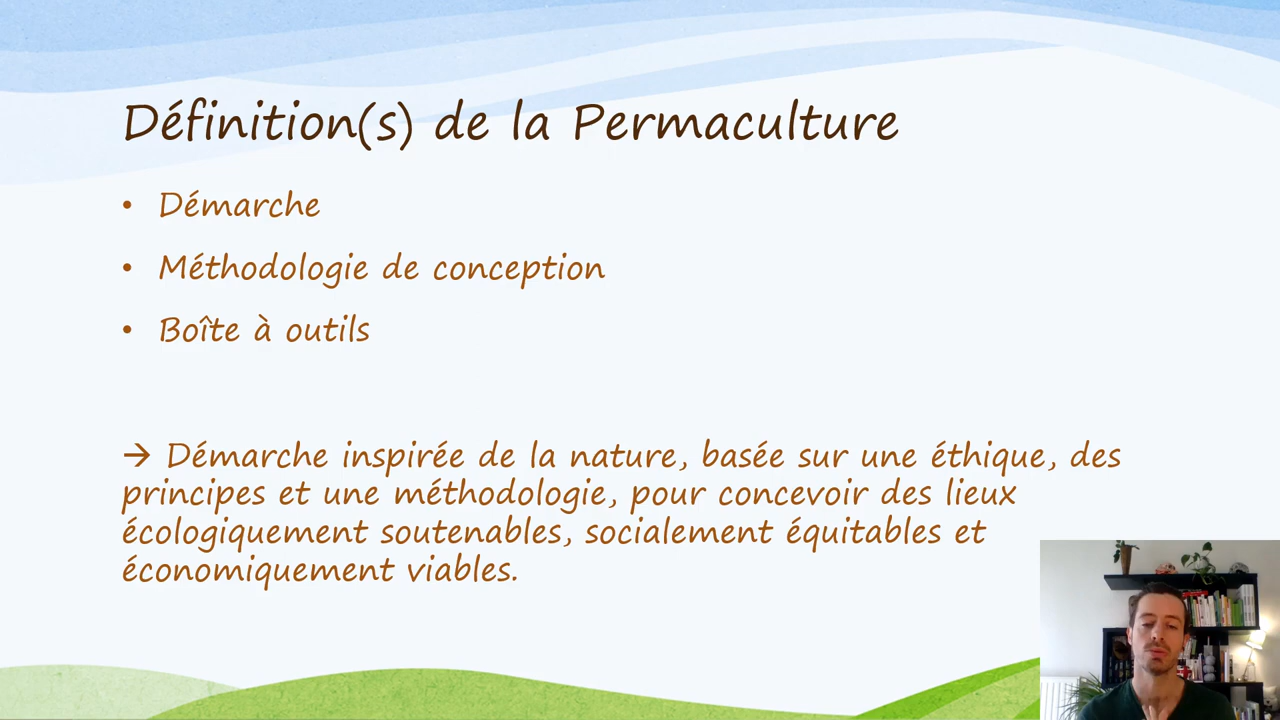 Définition(s) de la Permaculture
• Démarche
• Méthodologie de conception
• Boîte à outils
→ Démarche inspirée de la nature, basée sur une éthique, des
principes et une méthodologie, pour concevoir des lieux
écologiquement soutenables, socialement équitables et
économiquement viables.